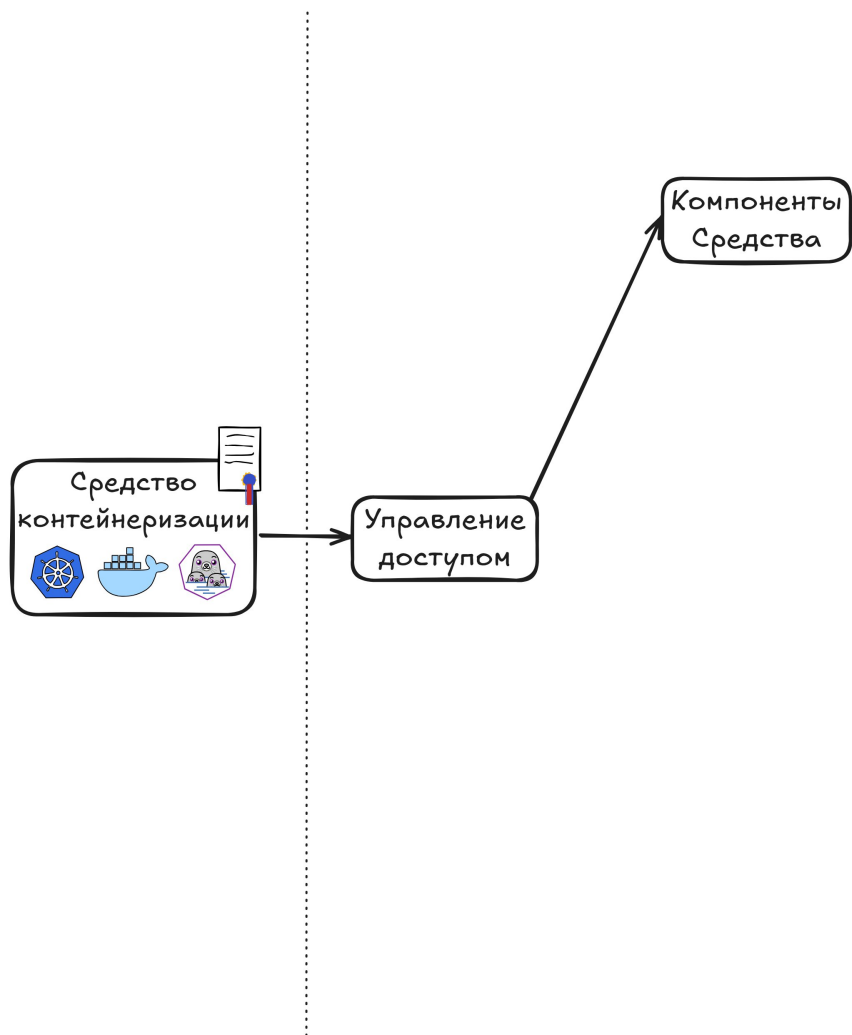 Компоненты
Средства
Средство
контейнеризации
Управление
доступом